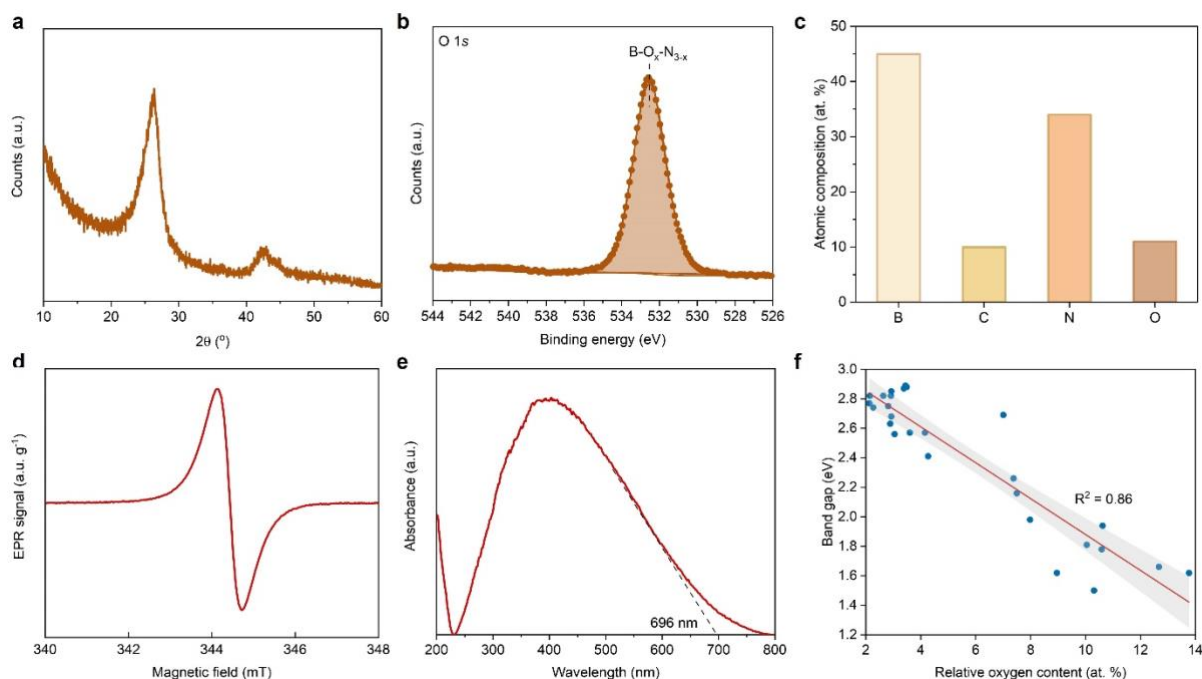 a
Counts (a.u.)
10 20 30 40 50 60
2θ (°)
b
O 1s
B-Oₓ-N₃₋ₓ
Counts (a.u.)
544 542 540 538 536 534 532 530 528 526
Binding energy (eV)
c
Atomic composition (at. %)
50
40
30
20
10
0
B C N O
d
EPR signal (a.u. g⁻¹)
340 342 344 346 348
Magnetic field (mT)
e
Absorbance (a.u.)
696 nm
200 300 400 500 600 700 800
Wavelength (nm)
f
Band gap (eV)
3.0
2.8
2.6
2.4
2.2
2.0
1.8
1.6
1.4
1.2
R² = 0.86
2 4 6 8 10 12 14
Relative oxygen content (at. %)